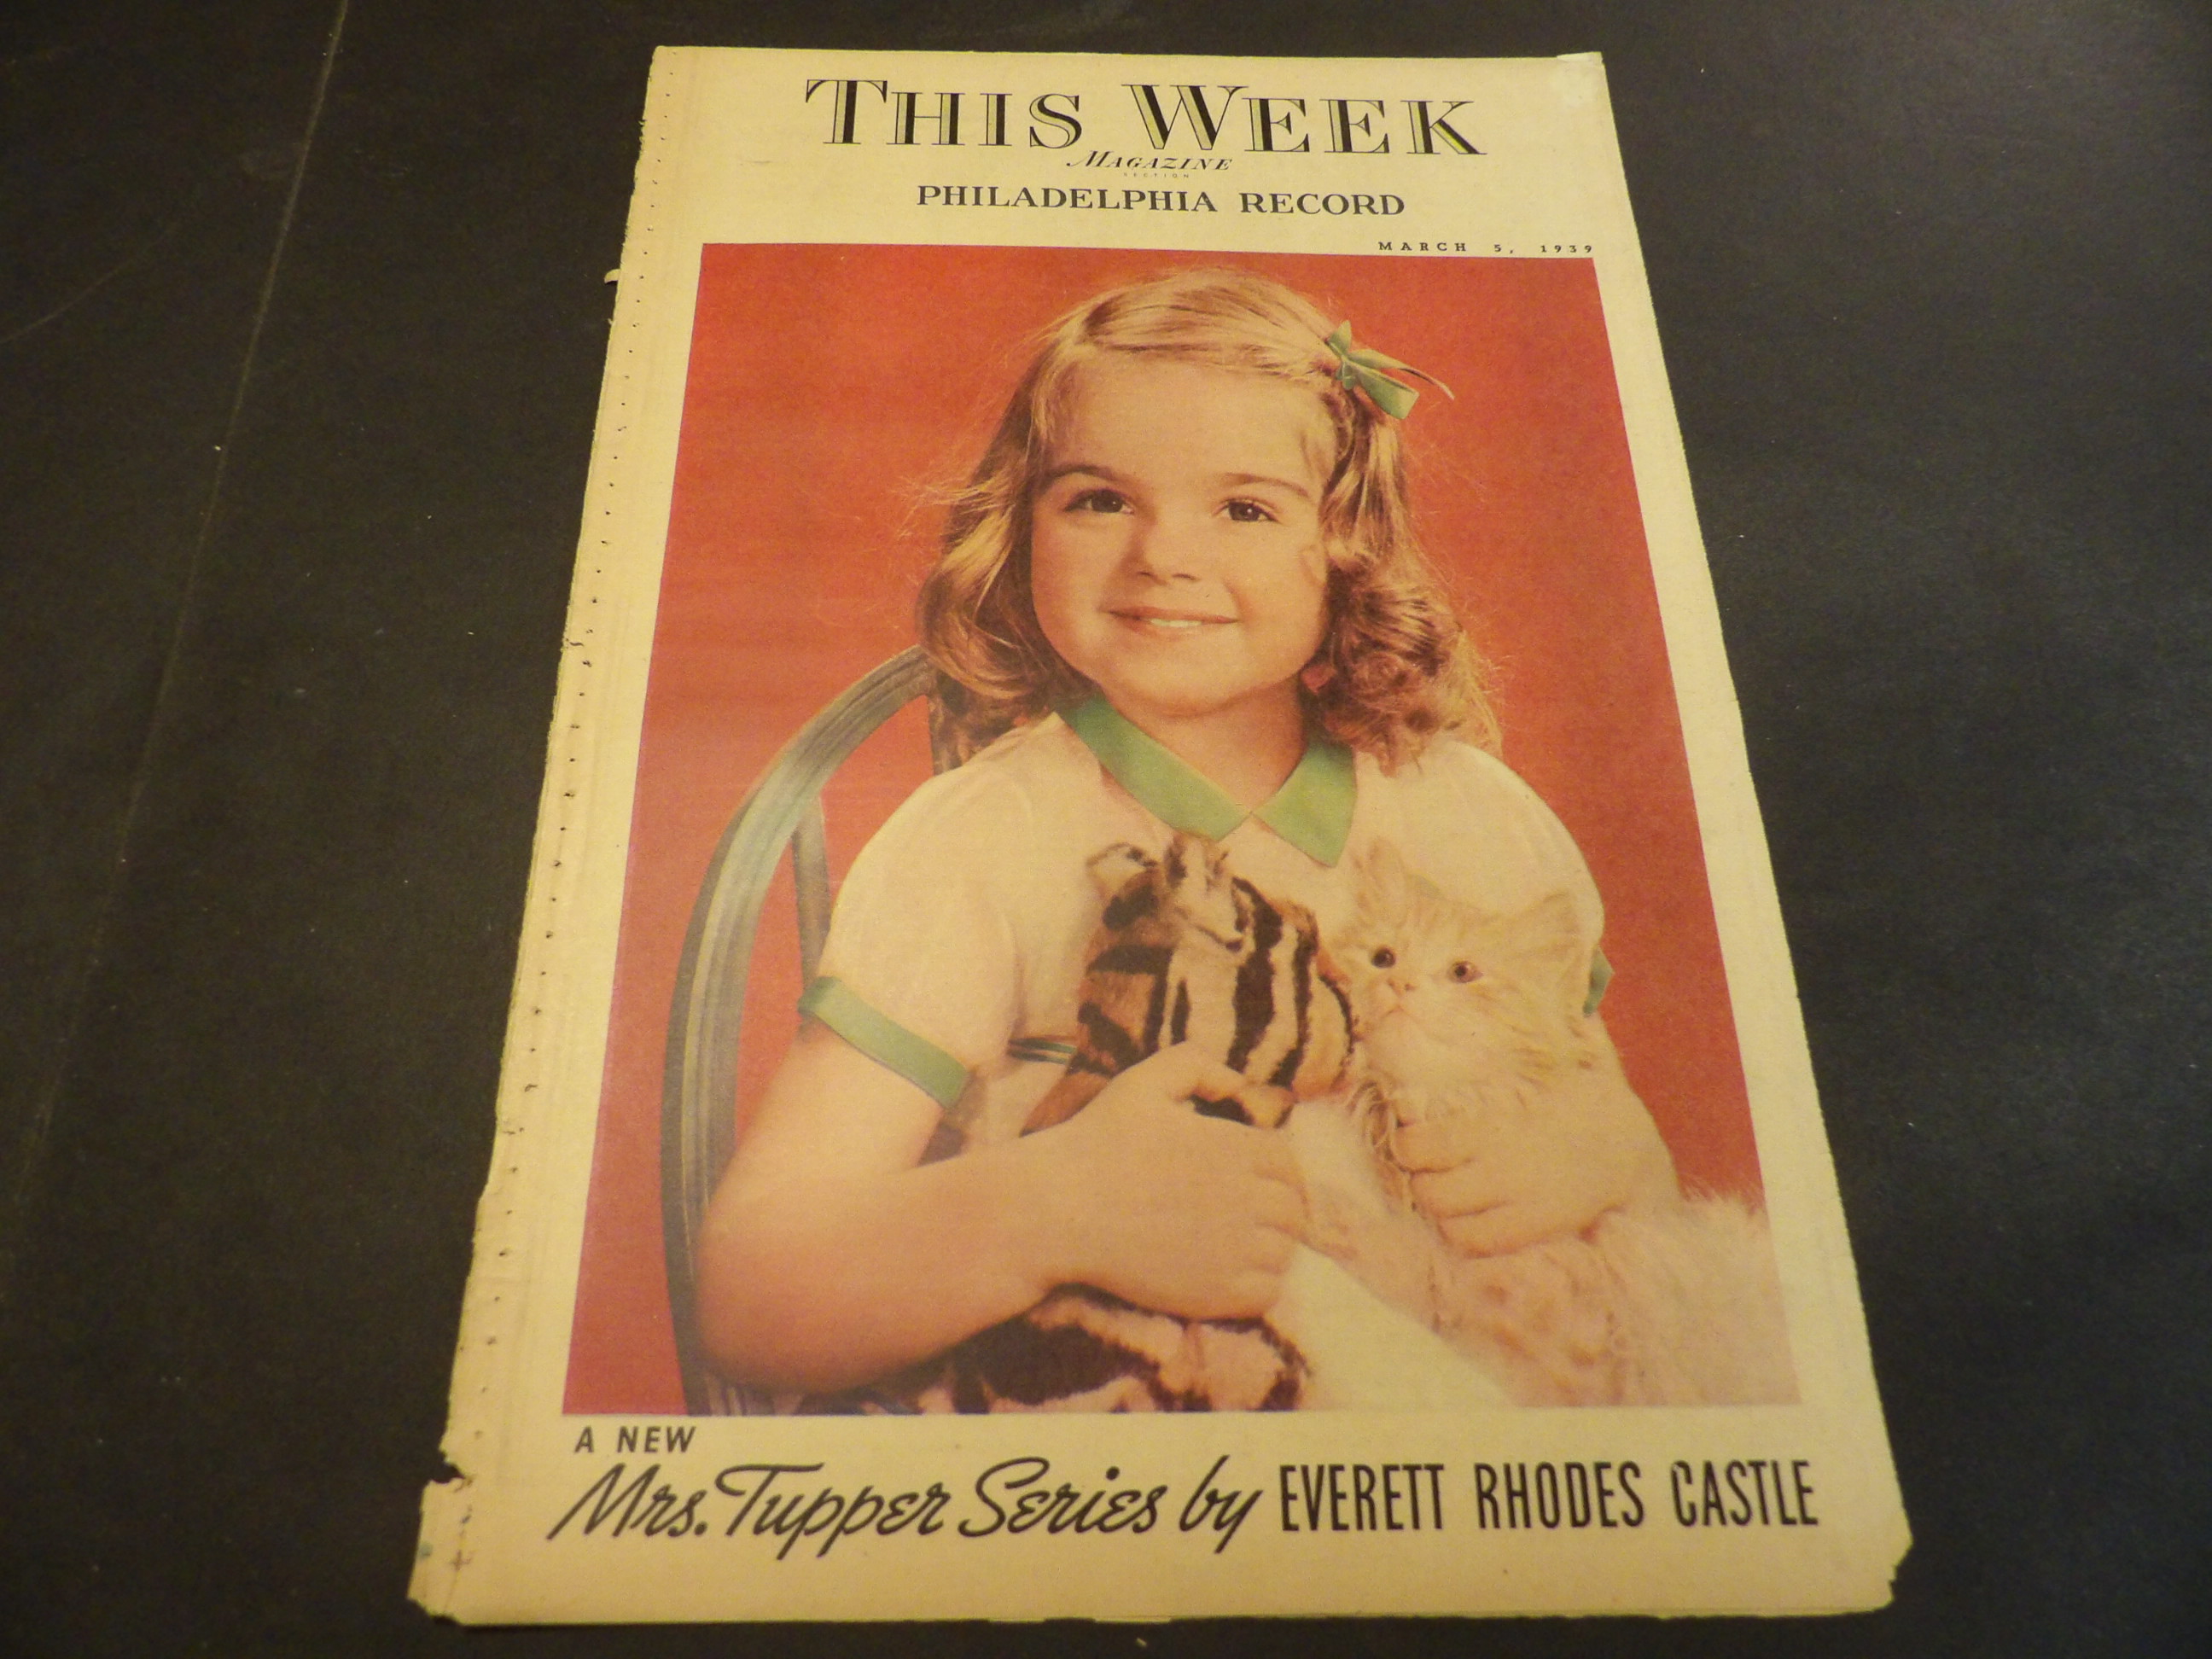 THIS WEEK
MAGAZINE
SECTION
PHILADELPHIA RECORD
MARCH 5, 1939
A NEW
Mrs. Tupper Series by EVERETT RHODES CASTLE